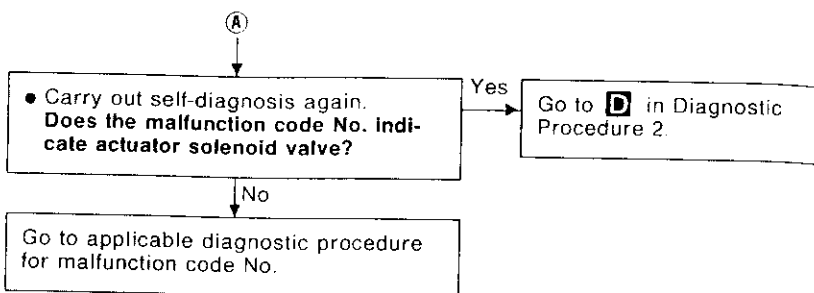 A
● Carry out self-diagnosis again.
Does the malfunction code No. indi-
cate actuator solenoid valve?
Yes
Go to D in Diagnostic
Procedure 2.
No
Go to applicable diagnostic procedure
for malfunction code No.